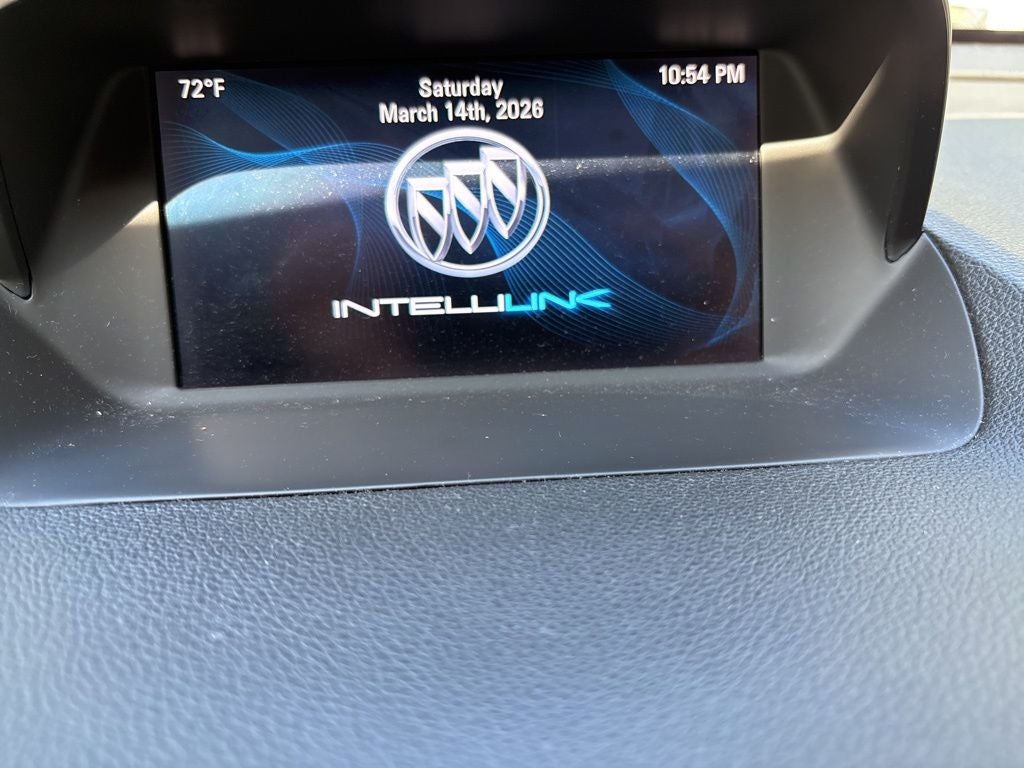 72°F
Saturday
10:54 PM
March 14th, 2026
INTELLILINK